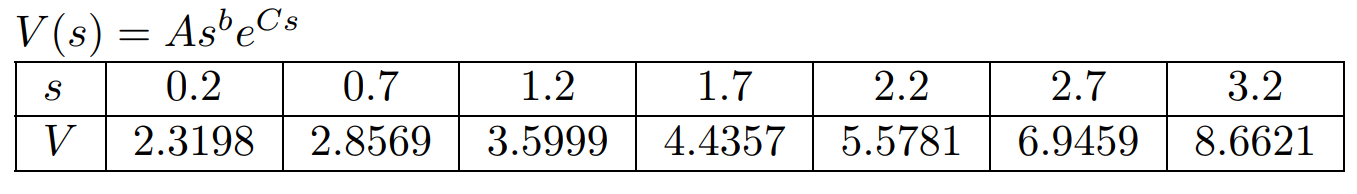 V(s) = As^b e^{Cs}
s 0.2 0.7 1.2 1.7 2.2 2.7 3.2
V 2.3198 2.8569 3.5999 4.4357 5.5781 6.9459 8.6621